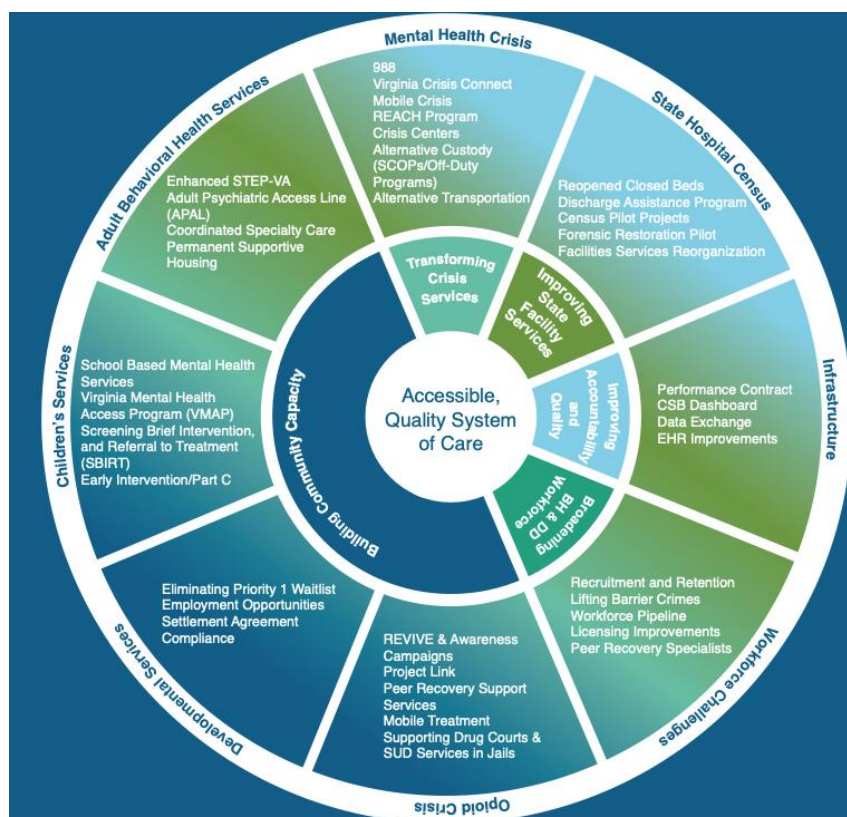 Mental Health Crisis
988
Virginia Crisis Connect
Mobile Crisis
REACH Program
Crisis Centers
Alternative Custody
(SCOPs/Off-Duty
Programs)
Alternative Transportation
State Hospital Census
Reopened Closed Beds
Discharge Assistance Program
Census Pilot Projects
Forensic Restoration Pilot
Facilities Services Reorganization
Infrastructure
Performance Contract
CSB Dashboard
Data Exchange
EHR Improvements
Workforce Challenges
Recruitment and Retention
Lifting Barrier Crimes
Workforce Pipeline
Licensing Improvements
Peer Recovery Specialists
Opioid Crisis
REVIVE & Awareness
Campaigns
Project Link
Peer Recovery Support
Services
Mobile Treatment
Supporting Drug Courts &
SUD Services in Jails
Developmental Services
Eliminating Priority 1 Waitlist
Employment Opportunities
Settlement Agreement
Compliance
Children's Services
School Based Mental Health
Services
Virginia Mental Health
Access Program (VMAP)
Screening Brief Intervention,
and Referral to Treatment
(SBIRT)
Early Intervention/Part C
Adult Behavioral Health Services
Enhanced STEP-VA
Adult Psychiatric Access Line
(APAL)
Coordinated Specialty Care
Permanent Supportive
Housing
Transforming
Crisis
Services
Improving
State
Facility
Services
Improving
Accountability
and
Quality
Broadening
BH & DD
Workforce
Building Community Capacity
Accessible,
Quality System
of Care